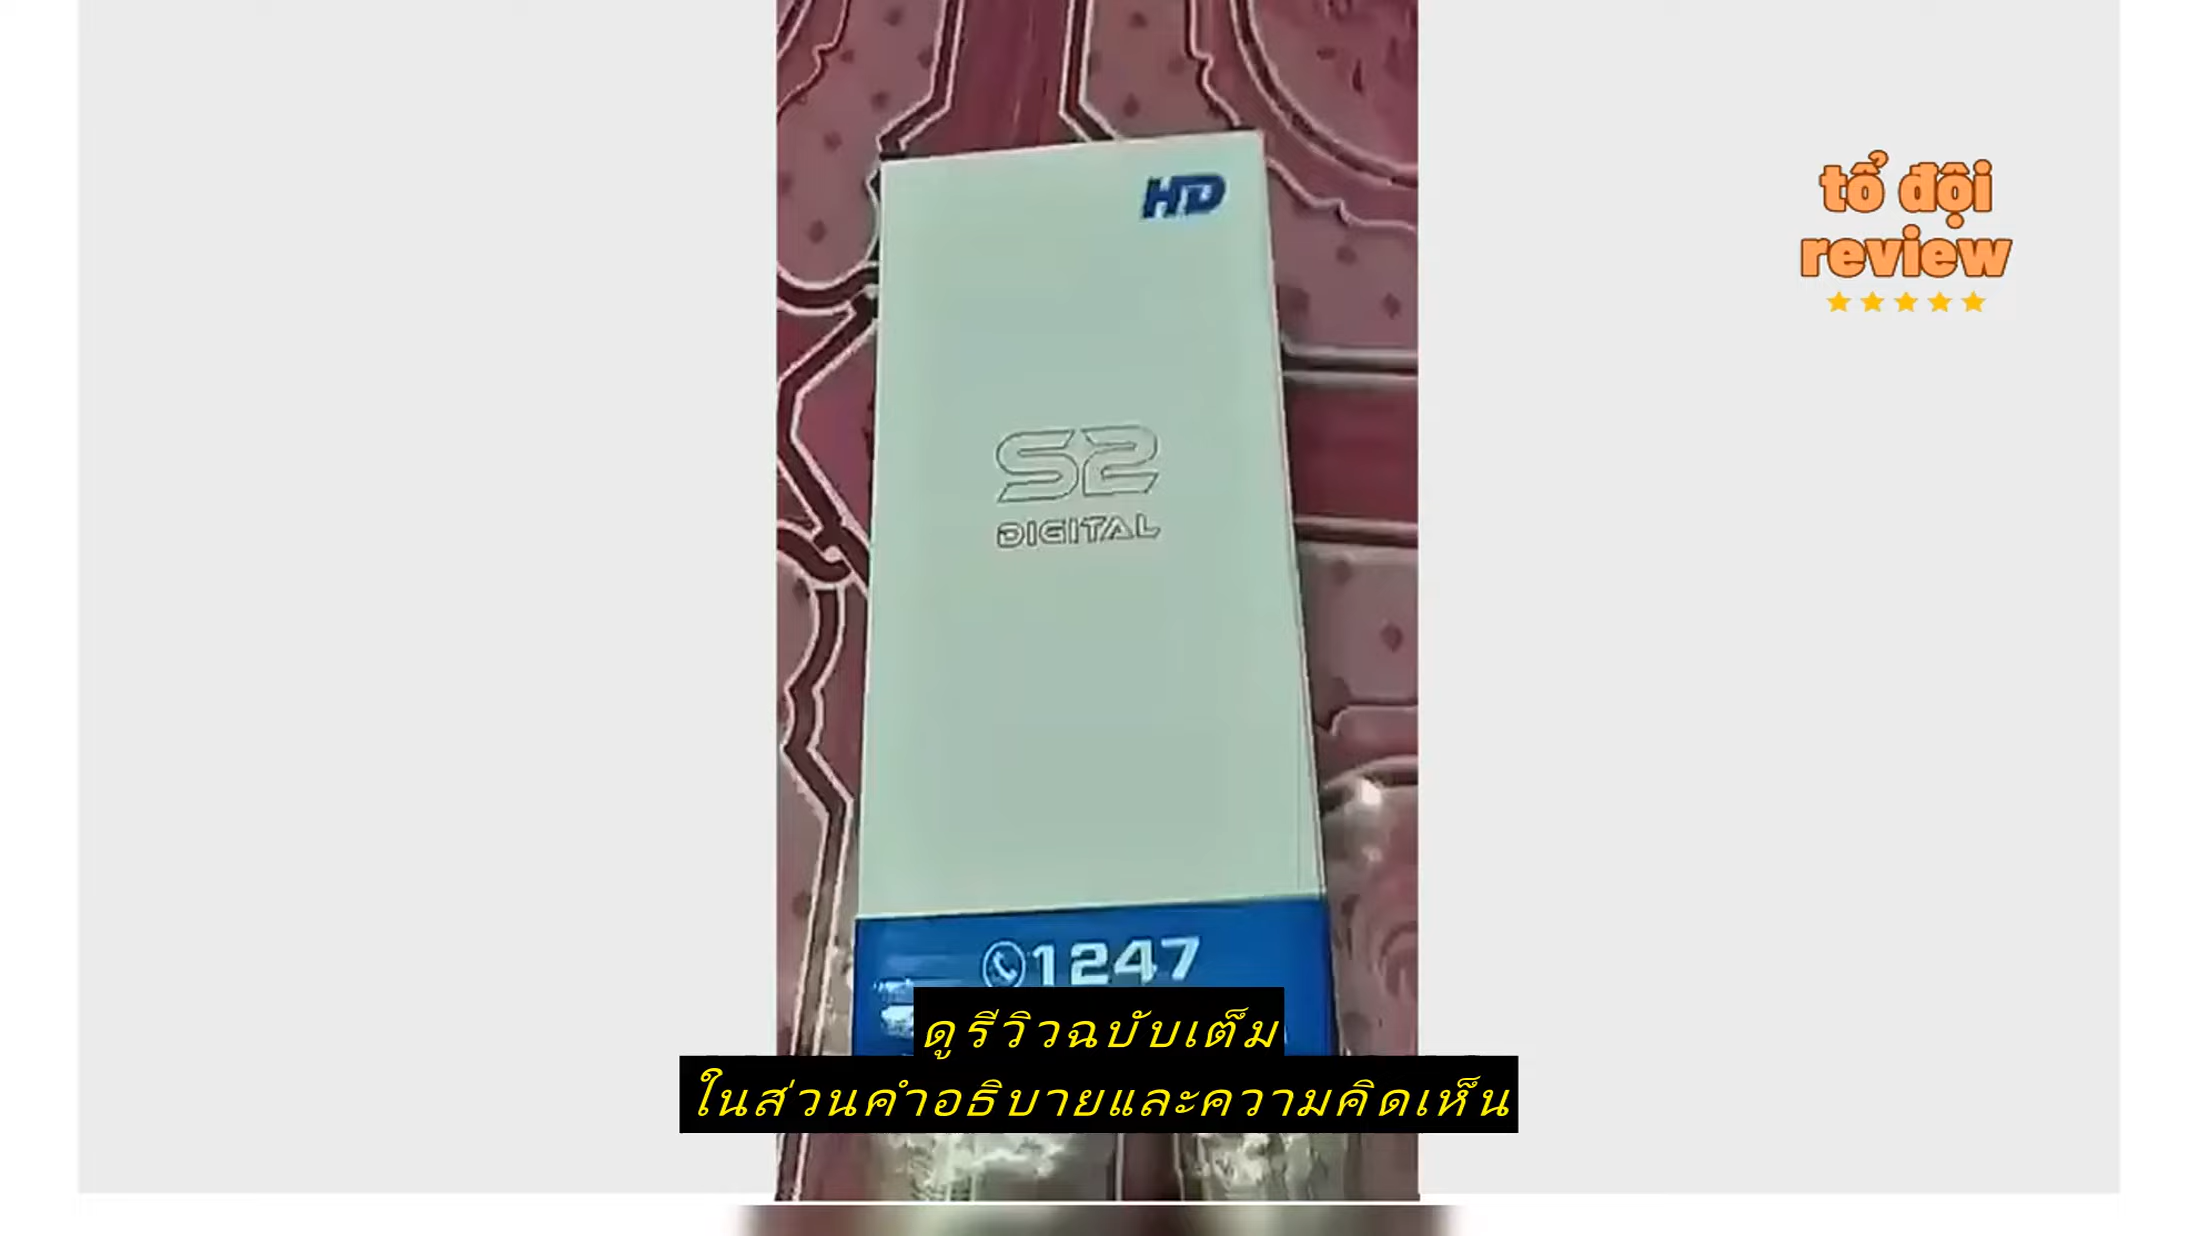 HD
tổ đội
review
S2
DIGITAL
1247
ดูรีวิวฉบับเต็ม
ในส่วนคำอธิบายและความคิดเห็น